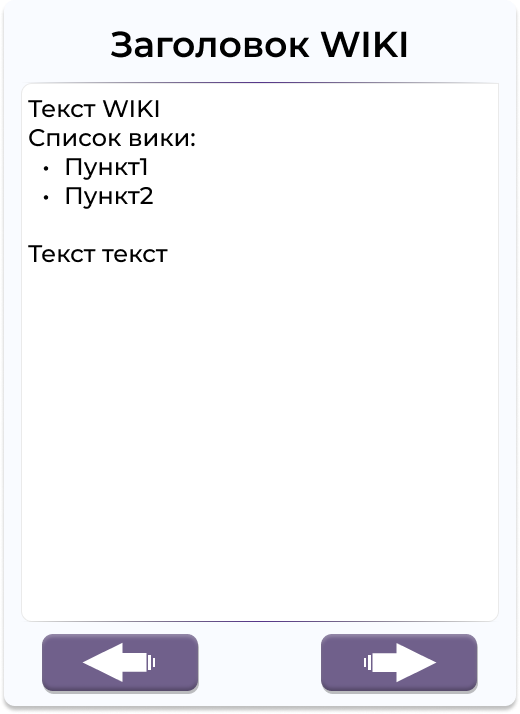 Заголовок WIKI
Текст WIKI
Список вики:
• Пункт1
• Пункт2
Текст текст